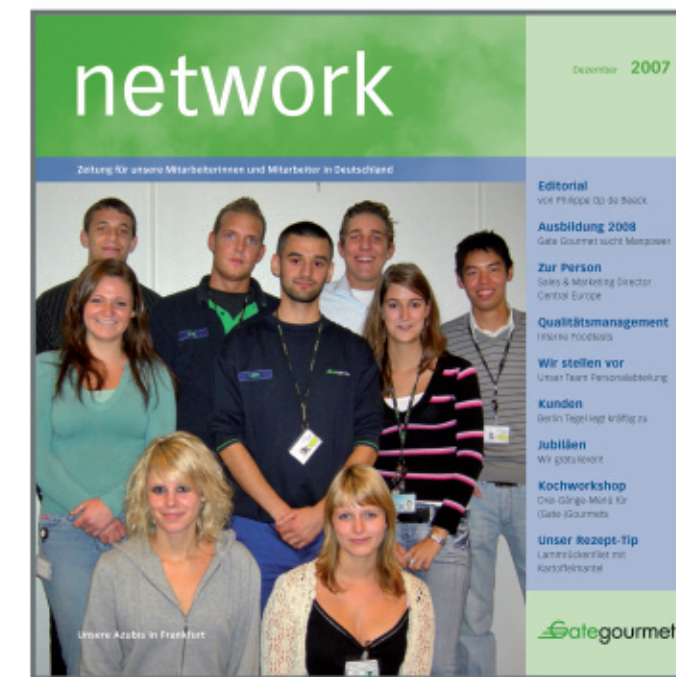 network
Dezember 2007
Zeitung für unsere Mitarbeiterinnen und Mitarbeiter in Deutschland
Editorial
von Philippe Op de Beeck
Ausbildung 2008
Gate Gourmet sucht Manpower
Zur Person
Sales & Marketing Director
Central Europe
Qualitätsmanagement
Interne Foodtests
Wir stellen vor
Unser Team Personalabteilung
Kunden
Berlin Tegel legt kräftig zu
Jubiläen
Wir gratulieren!
Kochworkshop
Drei-Gänge-Menü für
(Gate-)Gourmets
Unser Rezept-Tip
Lammrückenfilet mit
Kartoffelmantel
Unsere Azubis in Frankfurt
Gategourmet